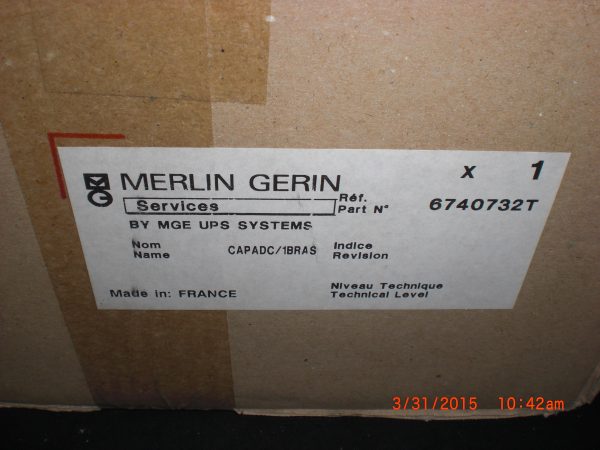 MERLIN GERIN
x 1
Services
Réf.
Part N° 6740732T
BY MGE UPS SYSTEMS
Nom
Name CAPADC/1BRAS
Indice
Revision
Made in: FRANCE
Niveau Technique
Technical Level
3/31/2015 10:42am